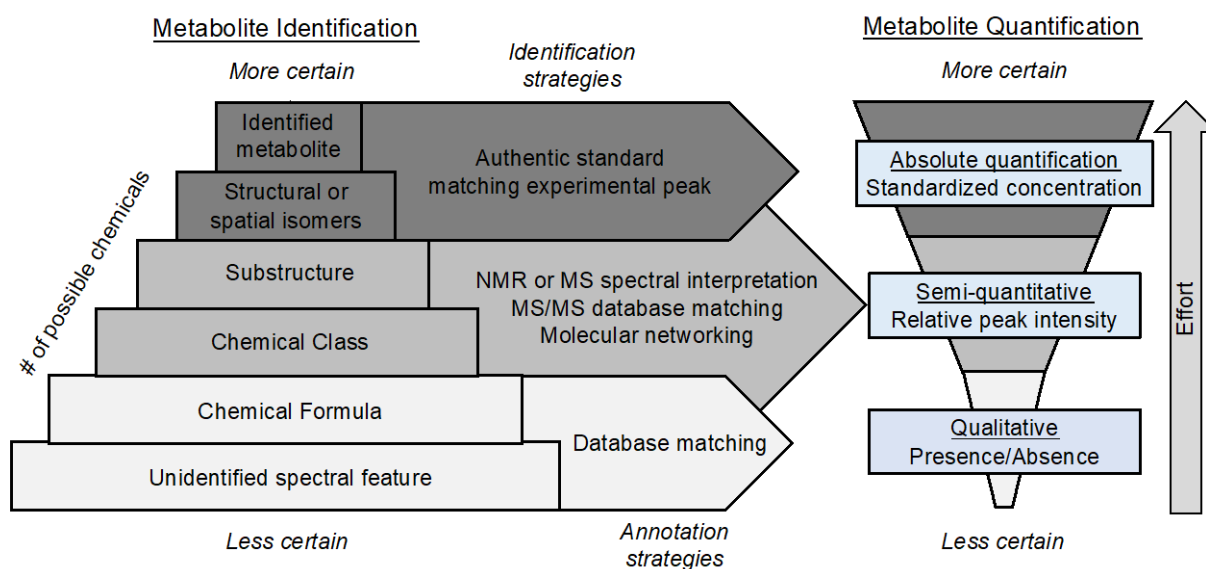 Metabolite Identification
More certain
Identification
strategies
Identified
metabolite
Structural or
spatial isomers
Authentic standard
matching experimental peak
# of possible chemicals
Substructure
Chemical Class
NMR or MS spectral interpretation
MS/MS database matching
Molecular networking
Chemical Formula
Unidentified spectral feature
Database matching
Less certain
Annotation
strategies
Metabolite Quantification
More certain
Absolute quantification
Standardized concentration
Semi-quantitative
Relative peak intensity
Qualitative
Presence/Absence
Less certain
Effort